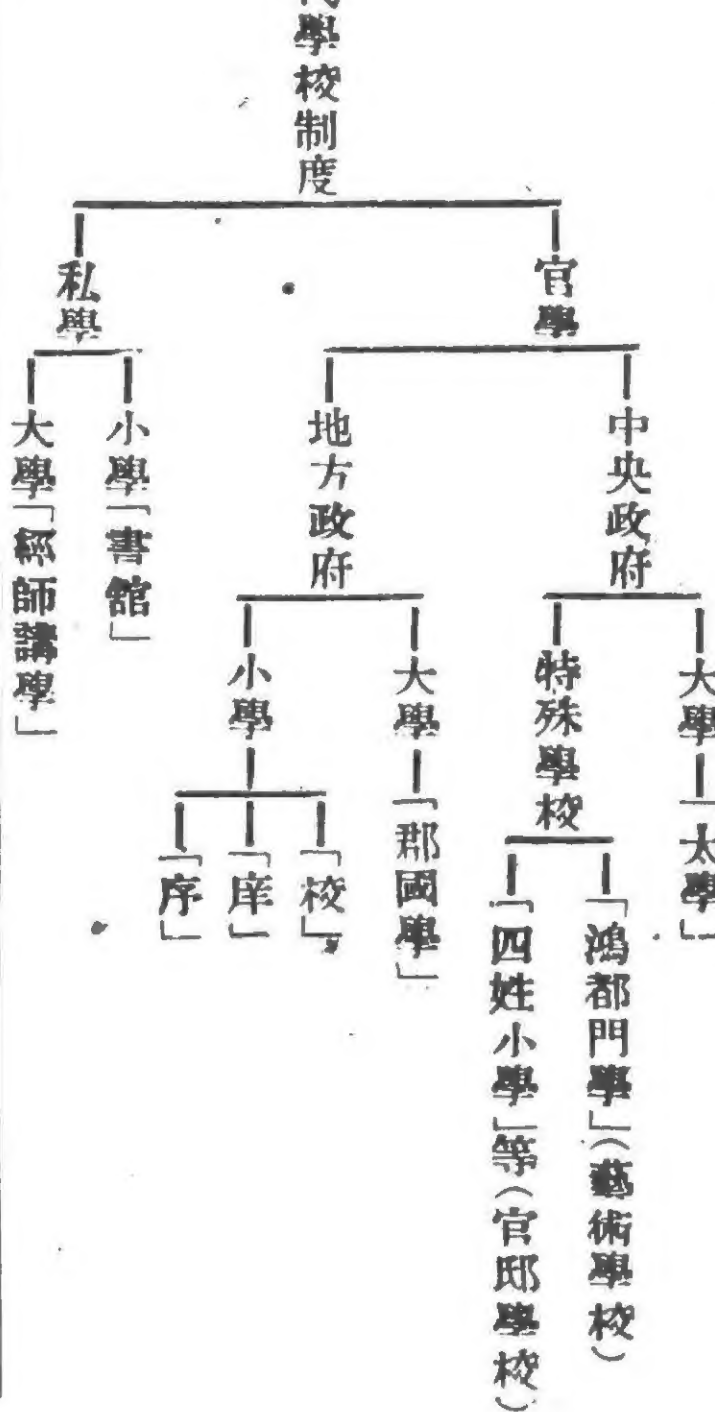 學校制度
官學
中央政府
大學
「太學」
特殊學校
「鴻都門學」(藝術學校)
「四姓小學」等(官邸學校)
地方政府
大學
「郡國學」
小學
「校」
「庠」
「序」
私學
小學「書館」
大學「經師講學」